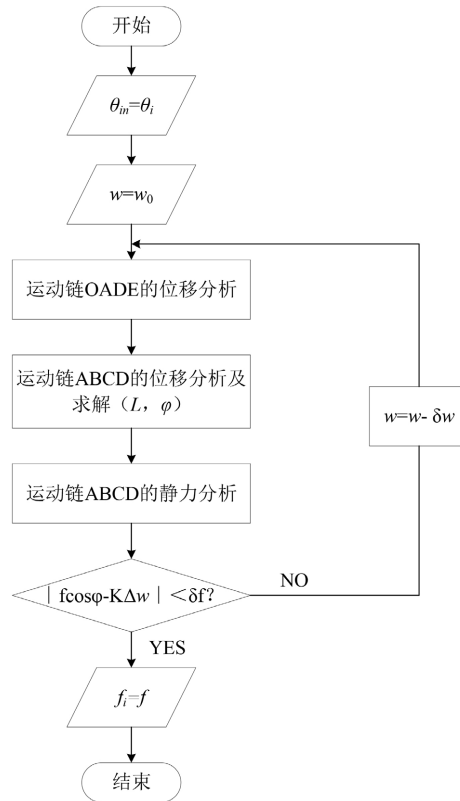 开始
θin=θi
w=w0
运动链OADE的位移分析
运动链ABCD的位移分析及
求解（L，φ）
w=w- δw
运动链ABCD的静力分析
｜fcosφ-KΔw｜＜δf?
NO
YES
fi=f
结束